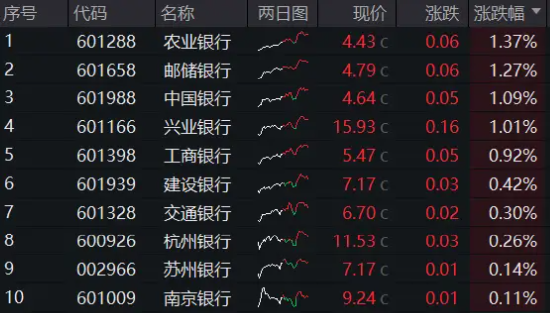 序号 代码 名称 两日图 现价 涨跌 涨跌幅
1 601288 农业银行 4.43 C 0.06 1.37%
2 601658 邮储银行 4.79 C 0.06 1.27%
3 601988 中国银行 4.64 C 0.05 1.09%
4 601166 兴业银行 15.93 C 0.16 1.01%
5 601398 工商银行 5.47 C 0.05 0.92%
6 601939 建设银行 7.17 C 0.03 0.42%
7 601328 交通银行 6.70 C 0.02 0.30%
8 600926 杭州银行 11.53 C 0.03 0.26%
9 002966 苏州银行 7.17 C 0.01 0.14%
10 601009 南京银行 9.24 C 0.01 0.11%